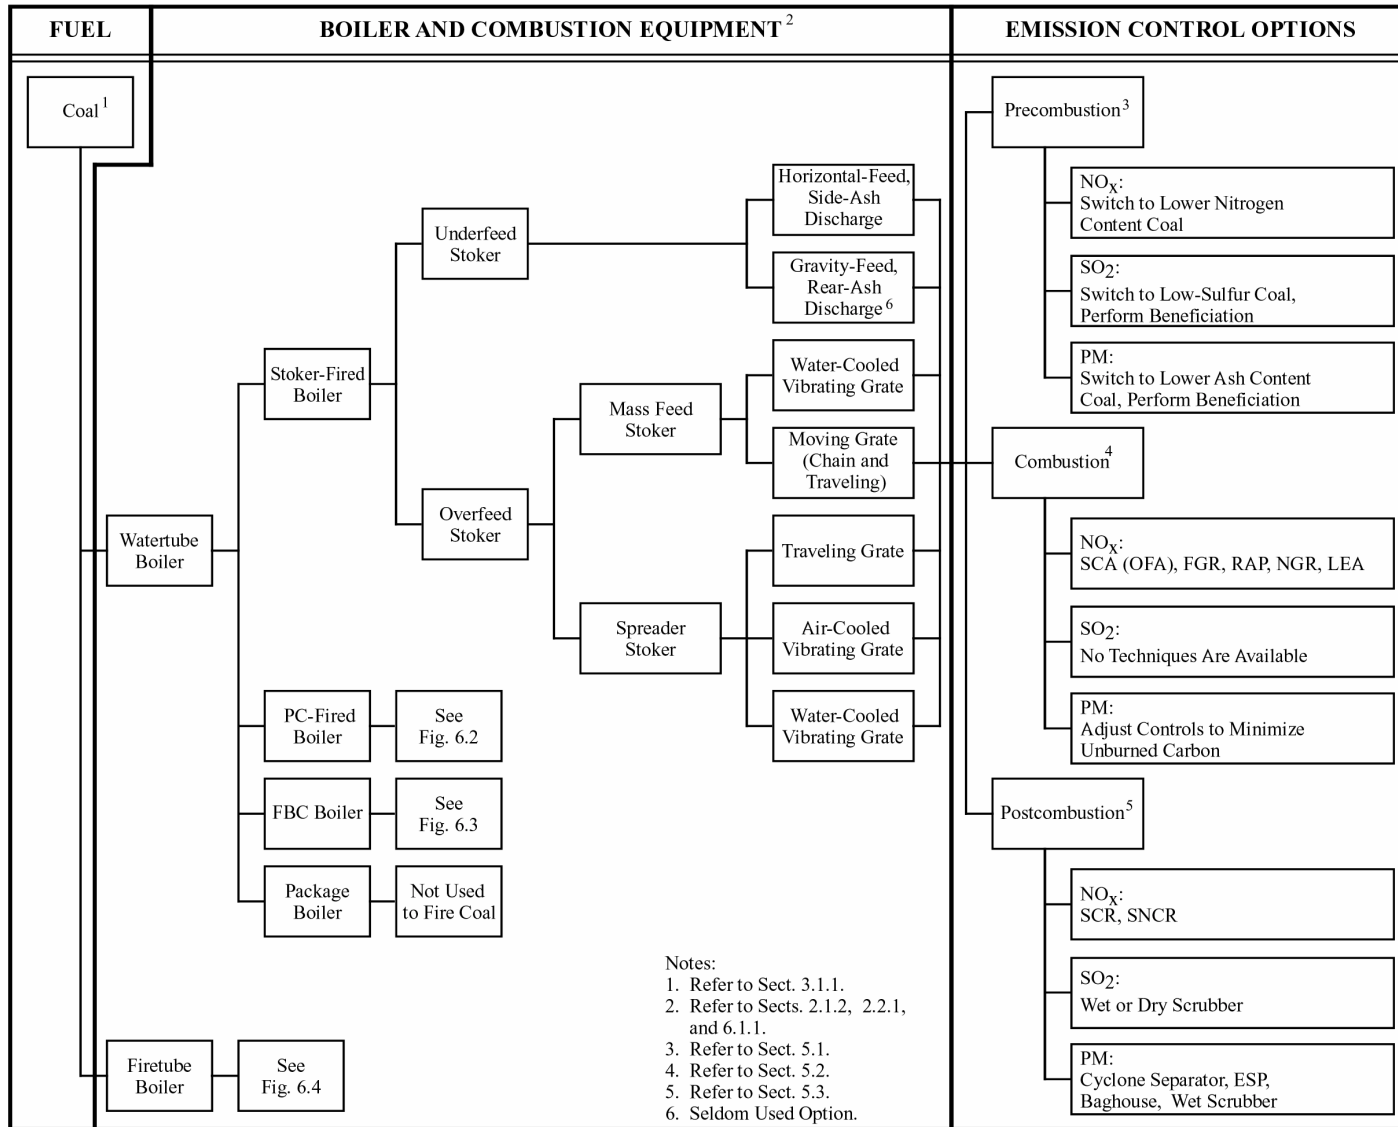 FUEL
BOILER AND COMBUSTION EQUIPMENT 2
EMISSION CONTROL OPTIONS
Coal 1
Watertube
Boiler
Firetube
Boiler
See
Fig. 6.4
Stoker-Fired
Boiler
PC-Fired
Boiler
See
Fig. 6.2
FBC Boiler
See
Fig. 6.3
Package
Boiler
Not Used
to Fire Coal
Underfeed
Stoker
Overfeed
Stoker
Mass Feed
Stoker
Spreader
Stoker
Horizontal-Feed,
Side-Ash
Discharge
Gravity-Feed,
Rear-Ash
Discharge 6
Water-Cooled
Vibrating Grate
Moving Grate
(Chain and
Traveling)
Traveling Grate
Air-Cooled
Vibrating Grate
Water-Cooled
Vibrating Grate
Notes:
1. Refer to Sect. 3.1.1.
2. Refer to Sects. 2.1.2, 2.2.1,
and 6.1.1.
3. Refer to Sect. 5.1.
4. Refer to Sect. 5.2.
5. Refer to Sect. 5.3.
6. Seldom Used Option.
Precombustion 3
NOx:
Switch to Lower Nitrogen
Content Coal
SO2:
Switch to Low-Sulfur Coal,
Perform Beneficiation
PM:
Switch to Lower Ash Content
Coal, Perform Beneficiation
Combustion 4
NOx:
SCA (OFA), FGR, RAP, NGR, LEA
SO2:
No Techniques Are Available
PM:
Adjust Controls to Minimize
Unburned Carbon
Postcombustion 5
NOx:
SCR, SNCR
SO2:
Wet or Dry Scrubber
PM:
Cyclone Separator, ESP,
Baghouse, Wet Scrubber